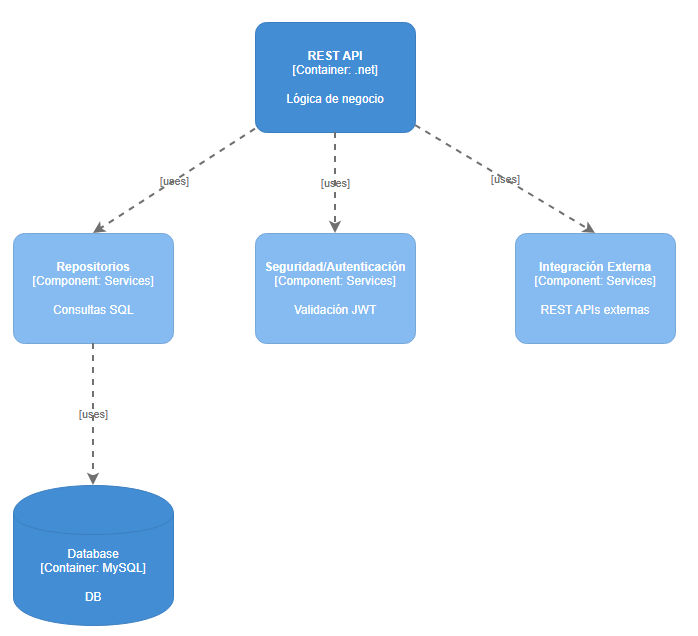 REST API
[Container: .net]
Lógica de negocio
[uses]
[uses]
[uses]
Repositorios
[Component: Services]
Consultas SQL
Seguridad/Autenticación
[Component: Services]
Validación JWT
Integración Externa
[Component: Services]
REST APIs externas
[uses]
Database
[Container: MySQL]
DB